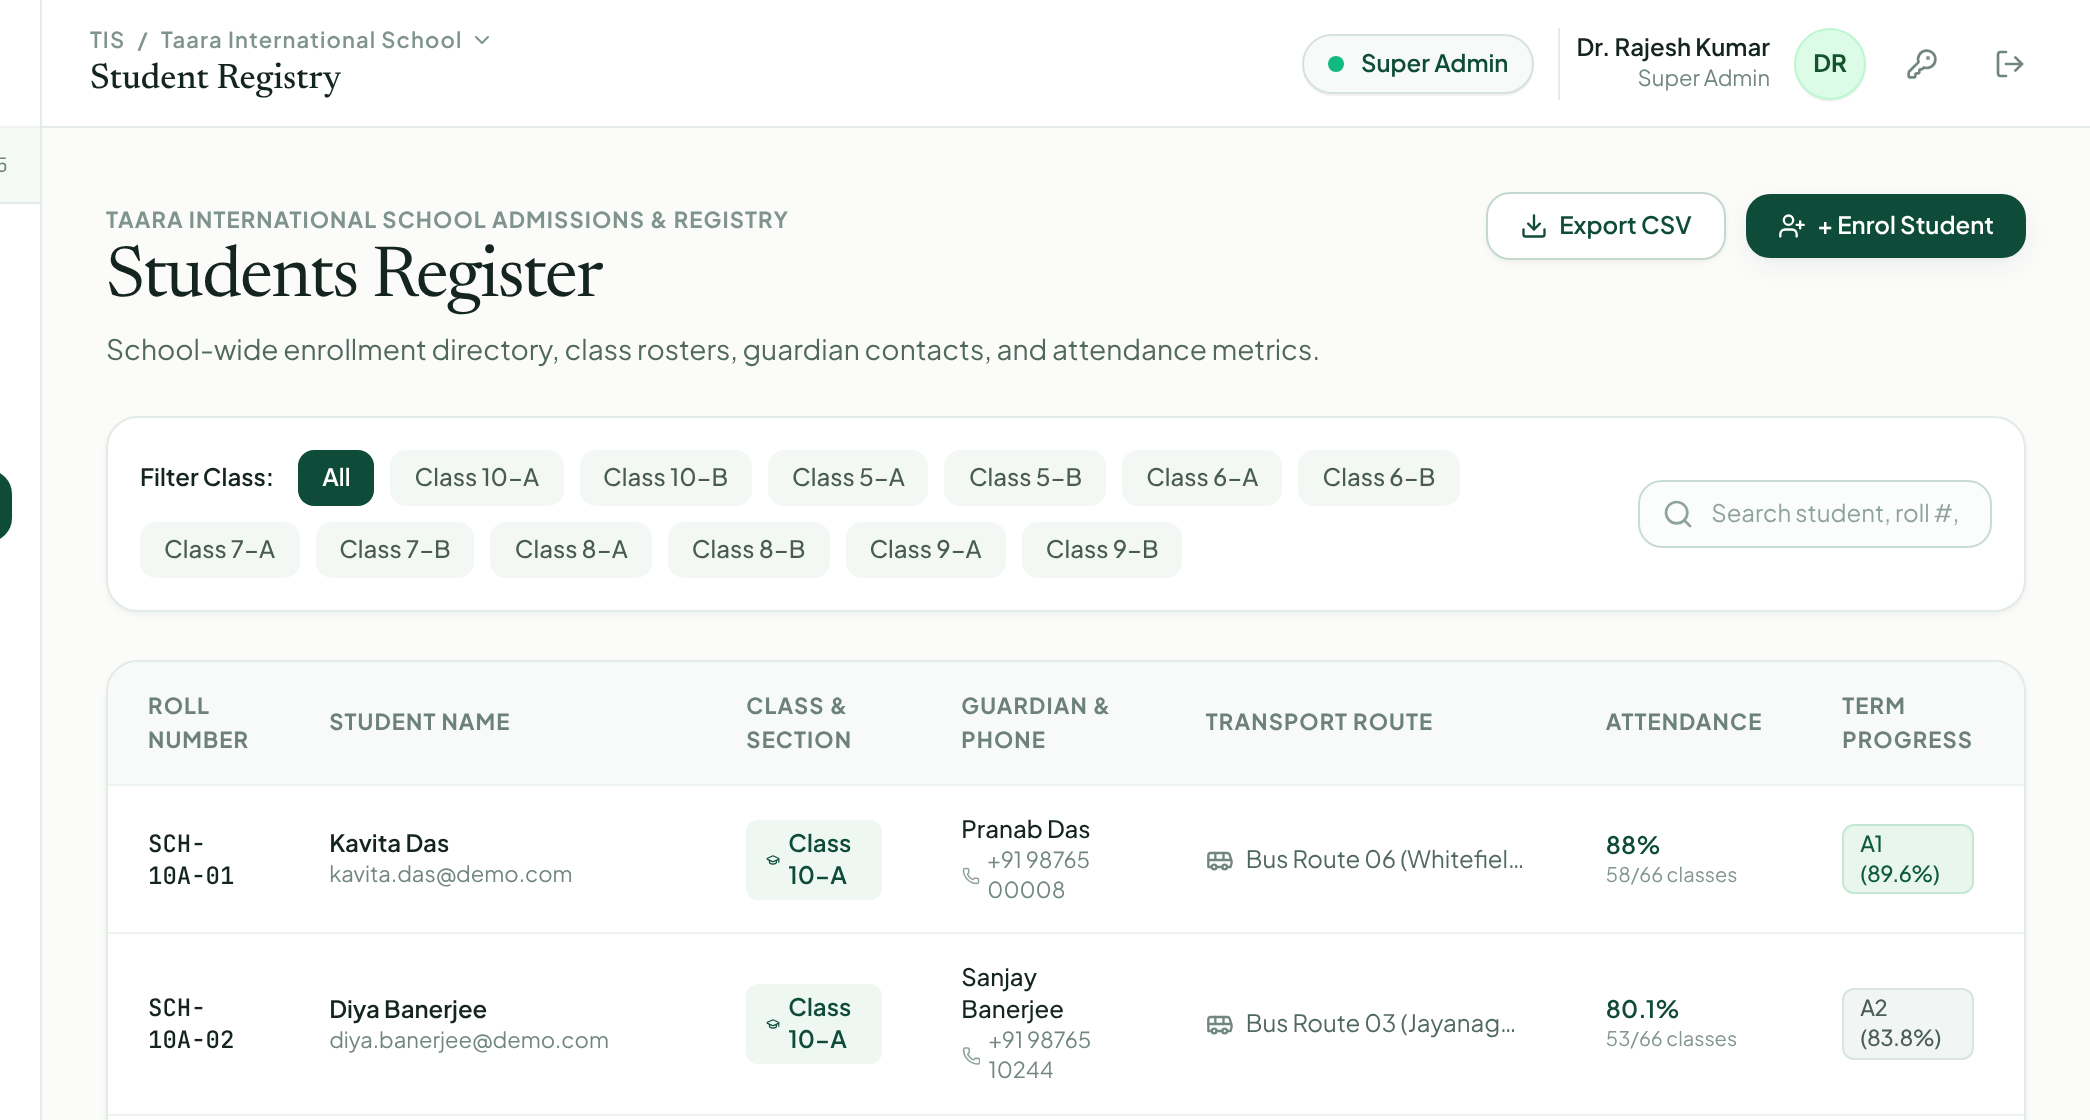 TIS / Taara International School
Student Registry
Super Admin
Dr. Rajesh Kumar
Super Admin
DR
5
TAARA INTERNATIONAL SCHOOL ADMISSIONS & REGISTRY
Students Register
School-wide enrollment directory, class rosters, guardian contacts, and attendance metrics.
Export CSV
+ Enrol Student
Filter Class:
All
Class 10-A
Class 10-B
Class 5-A
Class 5-B
Class 6-A
Class 6-B
Class 7-A
Class 7-B
Class 8-A
Class 8-B
Class 9-A
Class 9-B
Search student, roll #,
ROLL
NUMBER
STUDENT NAME
CLASS &
SECTION
GUARDIAN &
PHONE
TRANSPORT ROUTE
ATTENDANCE
TERM
PROGRESS
SCH-
10A-01
Kavita Das
kavita.das@demo.com
Class
10-A
Pranab Das
+91 98765
00008
Bus Route 06 (Whitefiel...
88%
58/66 classes
A1
(89.6%)
SCH-
10A-02
Diya Banerjee
diya.banerjee@demo.com
Class
10-A
Sanjay
Banerjee
+91 98765
10244
Bus Route 03 (Jayanag...
80.1%
53/66 classes
A2
(83.8%)